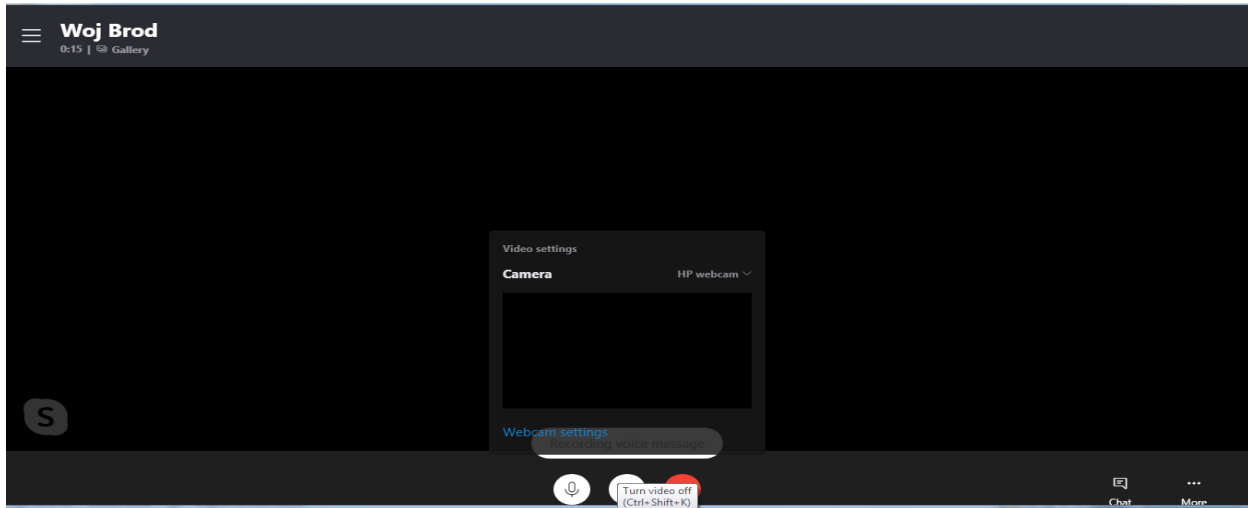 Woj Brod
0:15 | Gallery
Video settings
Camera
HP webcam
Webcam settings
Recording voice message
Turn video off
(Ctrl+Shift+K)
Chat
More
S